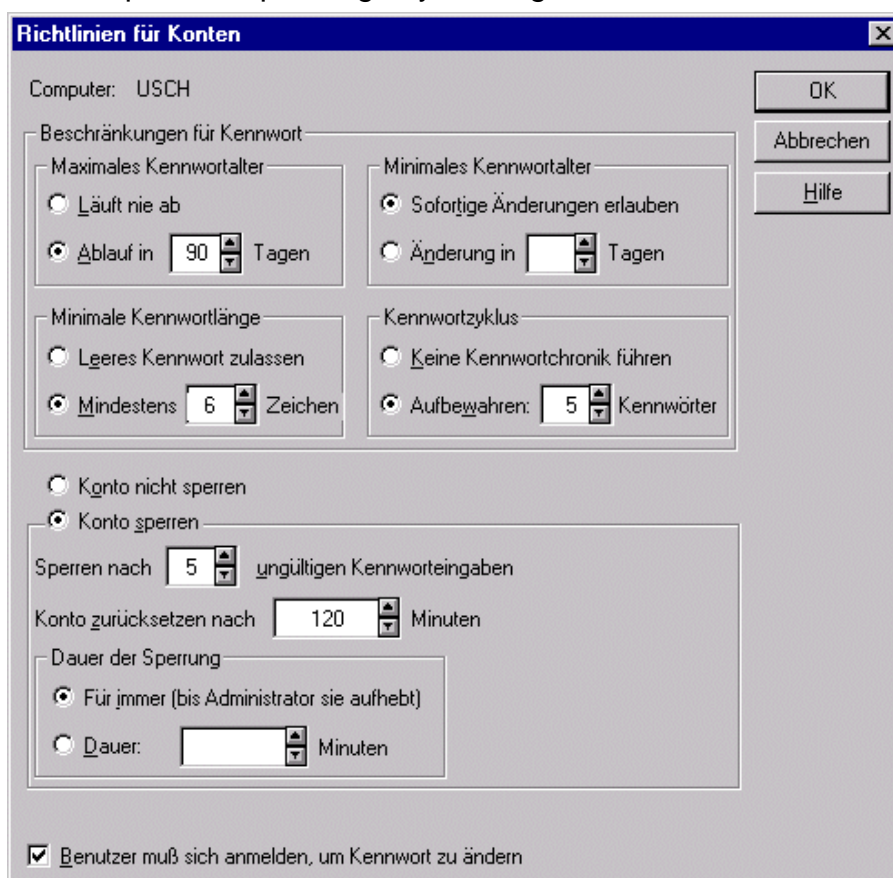 Richtlinien für Konten
Computer: USCH
OK
Abbrechen
Hilfe
Beschränkungen für Kennwort
Maximales Kennwortalter
Läuft nie ab
Ablauf in 90 Tagen
Minimales Kennwortalter
Sofortige Änderungen erlauben
Änderung in Tagen
Minimale Kennwortlänge
Leeres Kennwort zulassen
Mindestens 6 Zeichen
Kennwortzyklus
Keine Kennwortchronik führen
Aufbewahren: 5 Kennwörter
Konto nicht sperren
Konto sperren
Sperren nach 5 ungültigen Kennworteingaben
Konto zurücksetzen nach 120 Minuten
Dauer der Sperrung
Für immer (bis Administrator sie aufhebt)
Dauer: Minuten
Benutzer muß sich anmelden, um Kennwort zu ändern